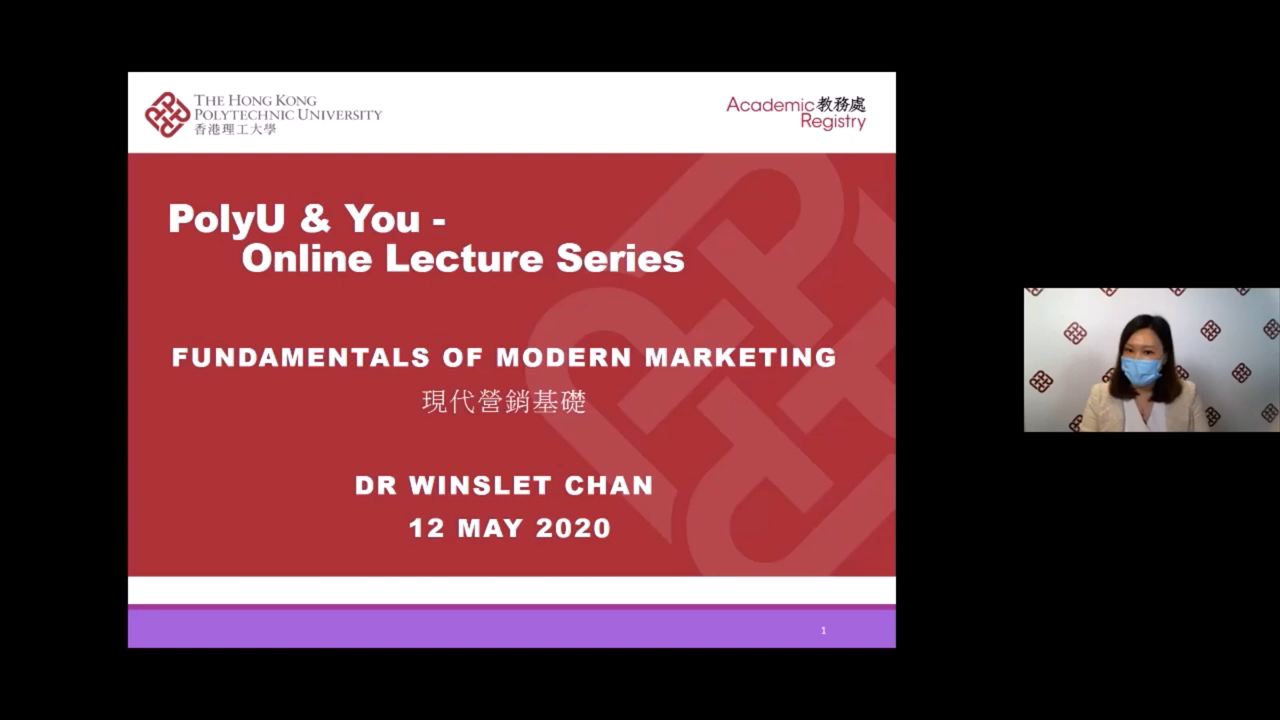 THE HONG KONG
POLYTECHNIC UNIVERSITY
香港理工大學
Academic 教務處
Registry
PolyU & You -
Online Lecture Series
FUNDAMENTALS OF MODERN MARKETING
現代營銷基礎
DR WINSLET CHAN
12 MAY 2020
1